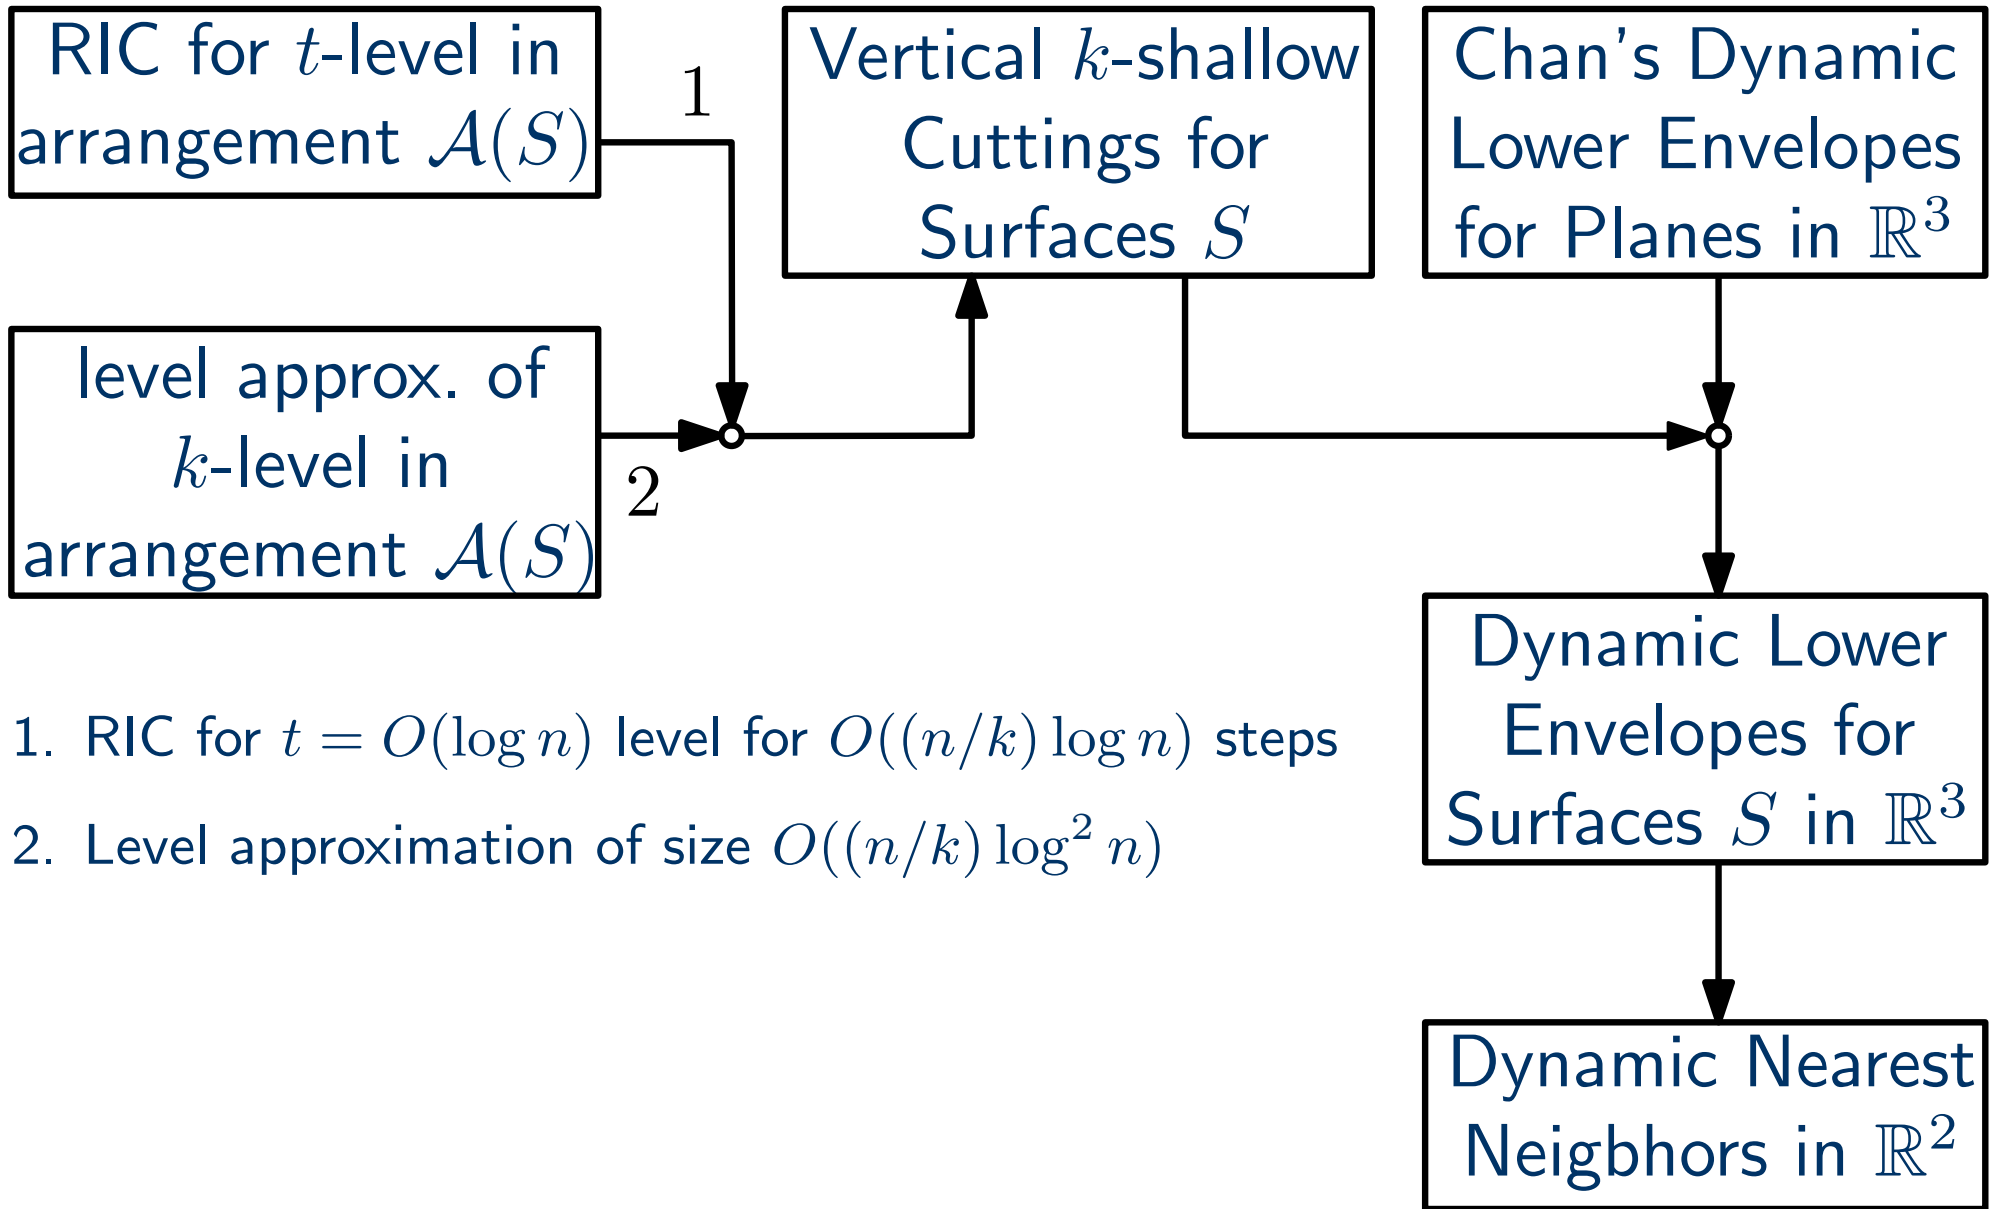 RIC for t-level in
arrangement 𝒜(S)
1
level approx. of
k-level in
arrangement 𝒜(S)
2
Vertical k-shallow
Cuttings for
Surfaces S
Chan's Dynamic
Lower Envelopes
for Planes in ℝ³
Dynamic Lower
Envelopes for
Surfaces S in ℝ³
Dynamic Nearest
Neigbhors in ℝ²
1. RIC for t = O(log n) level for O((n/k) log n) steps
2. Level approximation of size O((n/k) log² n)